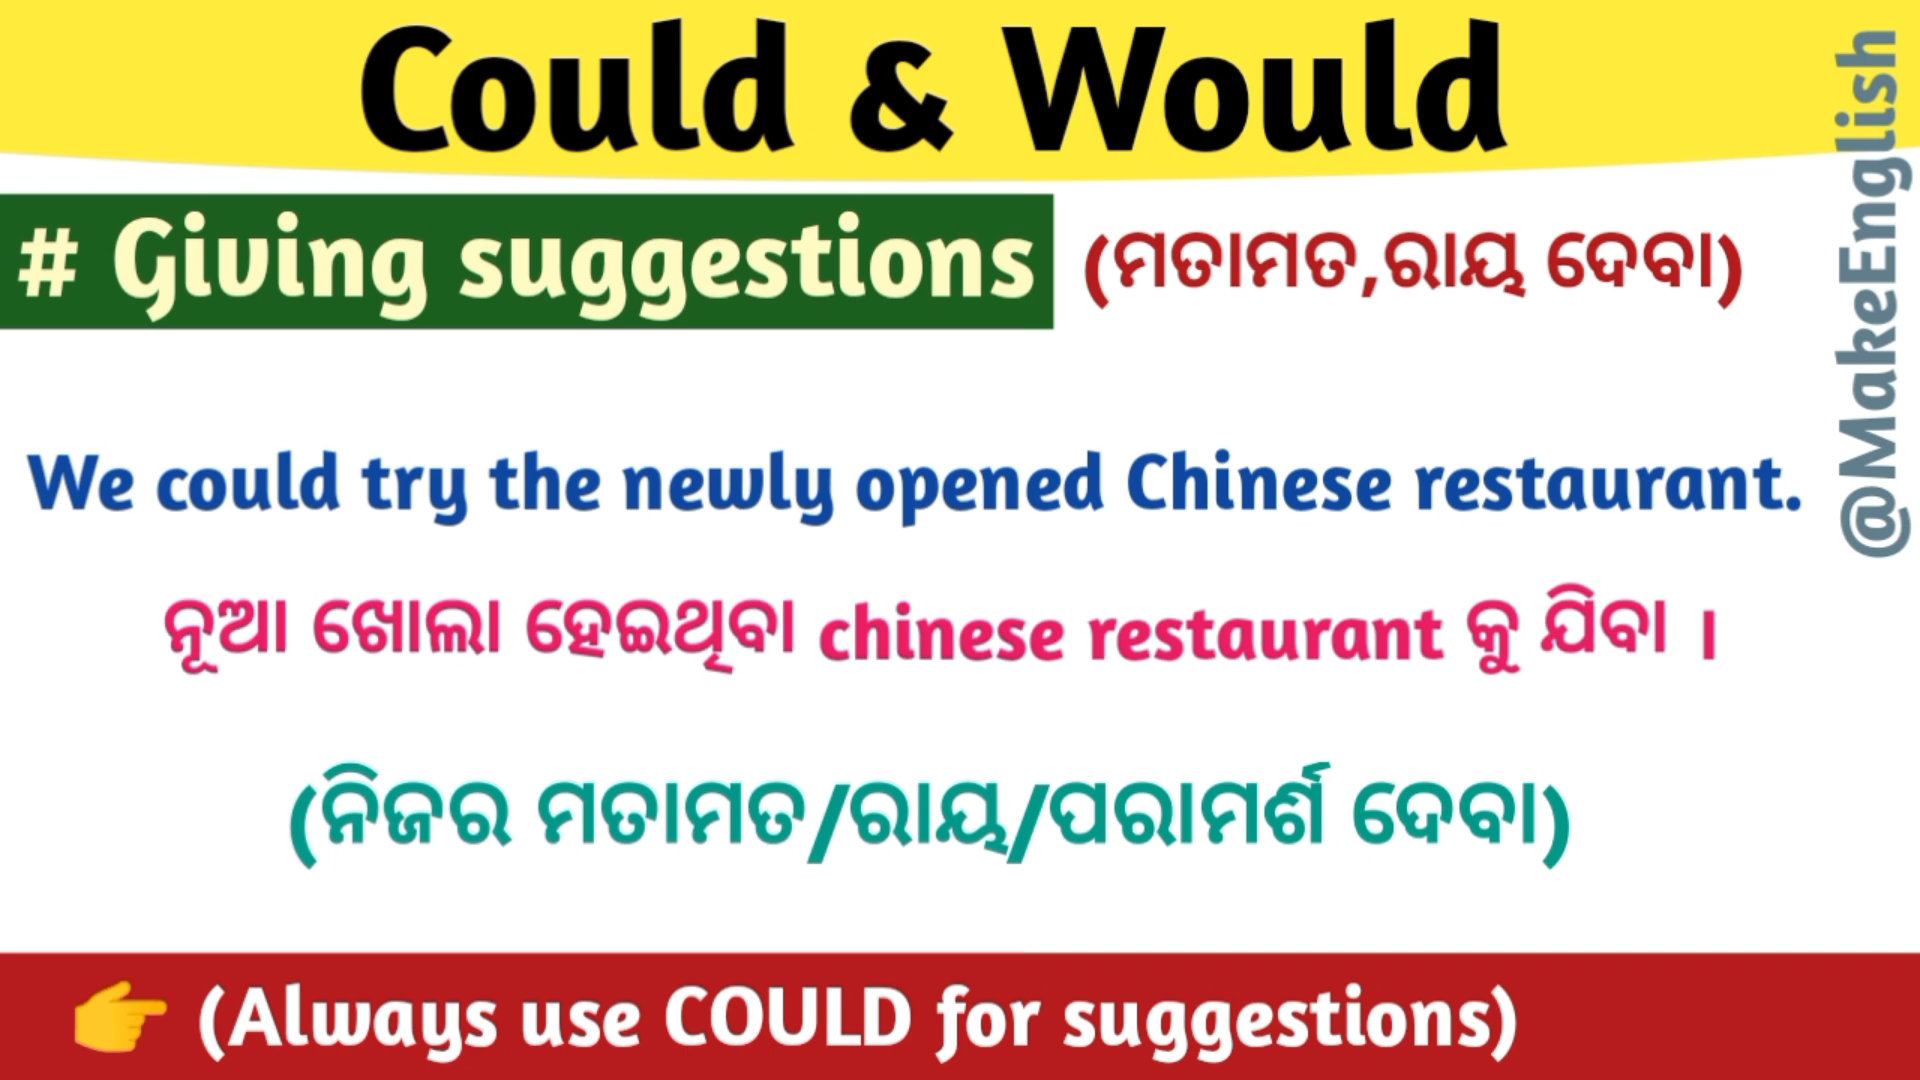 Could & Would
# Giving suggestions (ମତାମତ,ରାୟ ଦେବା)
We could try the newly opened Chinese restaurant.
ନୂଆ ଖୋଲା ହେଇଥିବା chinese restaurant କୁ ଯିବା ।
(ନିଜର ମତାମତ/ରାୟ/ପରାମର୍ଶ ଦେବା)
👉 (Always use COULD for suggestions)
@MakeEnglish